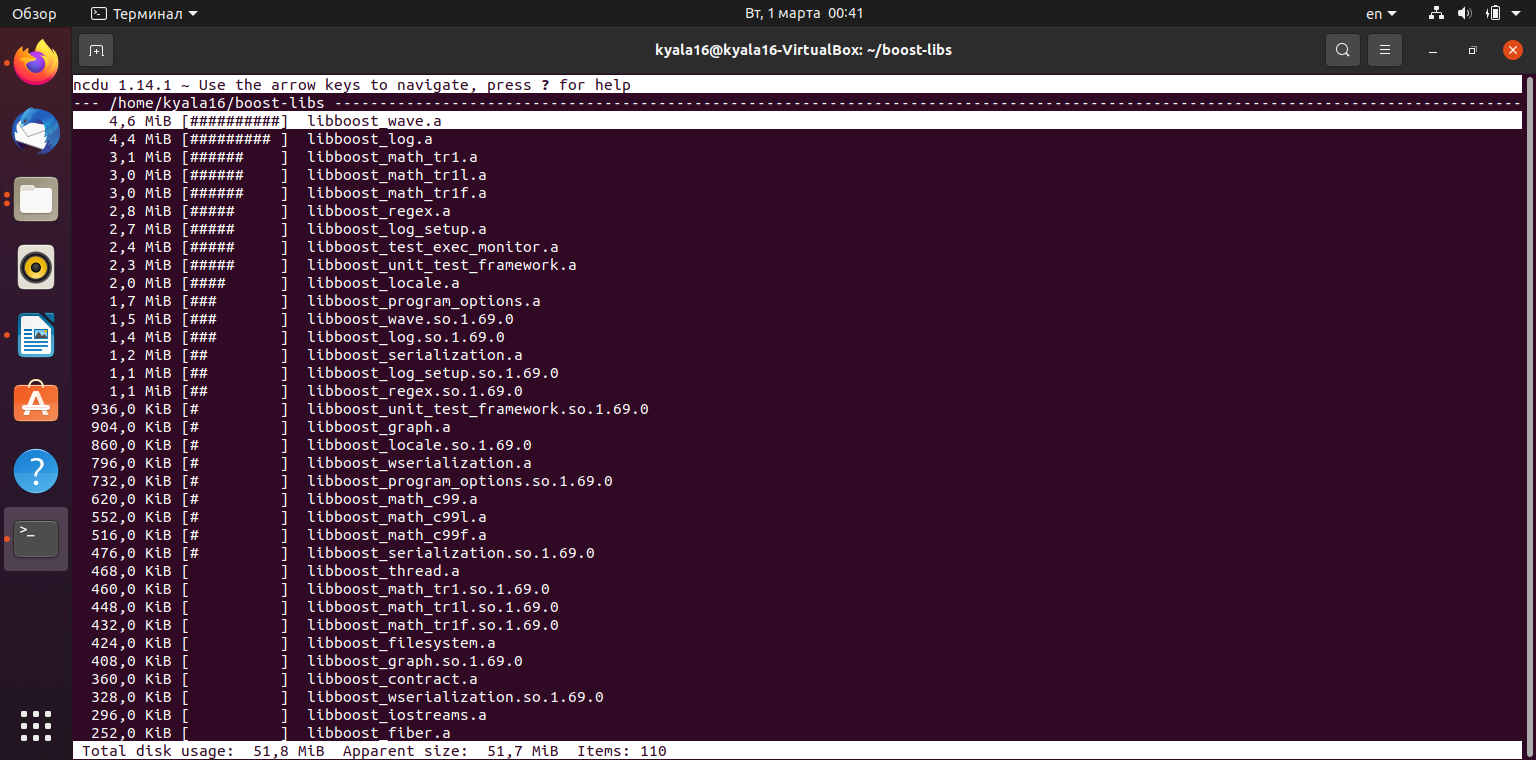 Обзор Терминал Вт, 1 марта 00:41 en
kyala16@kyala16-VirtualBox: ~/boost-libs
ncdu 1.14.1 ~ Use the arrow keys to navigate, press ? for help
--- /home/kyala16/boost-libs ------------------------------------------------------------------------------------------------------------------------------------
4,6 MiB [##########] libboost_wave.a
4,4 MiB [######### ] libboost_log.a
3,1 MiB [######    ] libboost_math_tr1.a
3,0 MiB [######    ] libboost_math_tr1l.a
3,0 MiB [######    ] libboost_math_tr1f.a
2,8 MiB [#####     ] libboost_regex.a
2,7 MiB [#####     ] libboost_log_setup.a
2,4 MiB [#####     ] libboost_test_exec_monitor.a
2,3 MiB [#####     ] libboost_unit_test_framework.a
2,0 MiB [####      ] libboost_locale.a
1,7 MiB [###       ] libboost_program_options.a
1,5 MiB [###       ] libboost_wave.so.1.69.0
1,4 MiB [###       ] libboost_log.so.1.69.0
1,2 MiB [##        ] libboost_serialization.a
1,1 MiB [##        ] libboost_log_setup.so.1.69.0
1,1 MiB [##        ] libboost_regex.so.1.69.0
936,0 KiB [#         ] libboost_unit_test_framework.so.1.69.0
904,0 KiB [#         ] libboost_graph.a
860,0 KiB [#         ] libboost_locale.so.1.69.0
796,0 KiB [#         ] libboost_wserialization.a
732,0 KiB [#         ] libboost_program_options.so.1.69.0
620,0 KiB [#         ] libboost_math_c99.a
552,0 KiB [#         ] libboost_math_c99l.a
516,0 KiB [#         ] libboost_math_c99f.a
476,0 KiB [#         ] libboost_serialization.so.1.69.0
468,0 KiB [          ] libboost_thread.a
460,0 KiB [          ] libboost_math_tr1.so.1.69.0
448,0 KiB [          ] libboost_math_tr1l.so.1.69.0
432,0 KiB [          ] libboost_math_tr1f.so.1.69.0
424,0 KiB [          ] libboost_filesystem.a
408,0 KiB [          ] libboost_graph.so.1.69.0
360,0 KiB [          ] libboost_contract.a
328,0 KiB [          ] libboost_wserialization.so.1.69.0
296,0 KiB [          ] libboost_iostreams.a
252,0 KiB [          ] libboost_fiber.a
Total disk usage: 51,8 MiB Apparent size: 51,7 MiB Items: 110